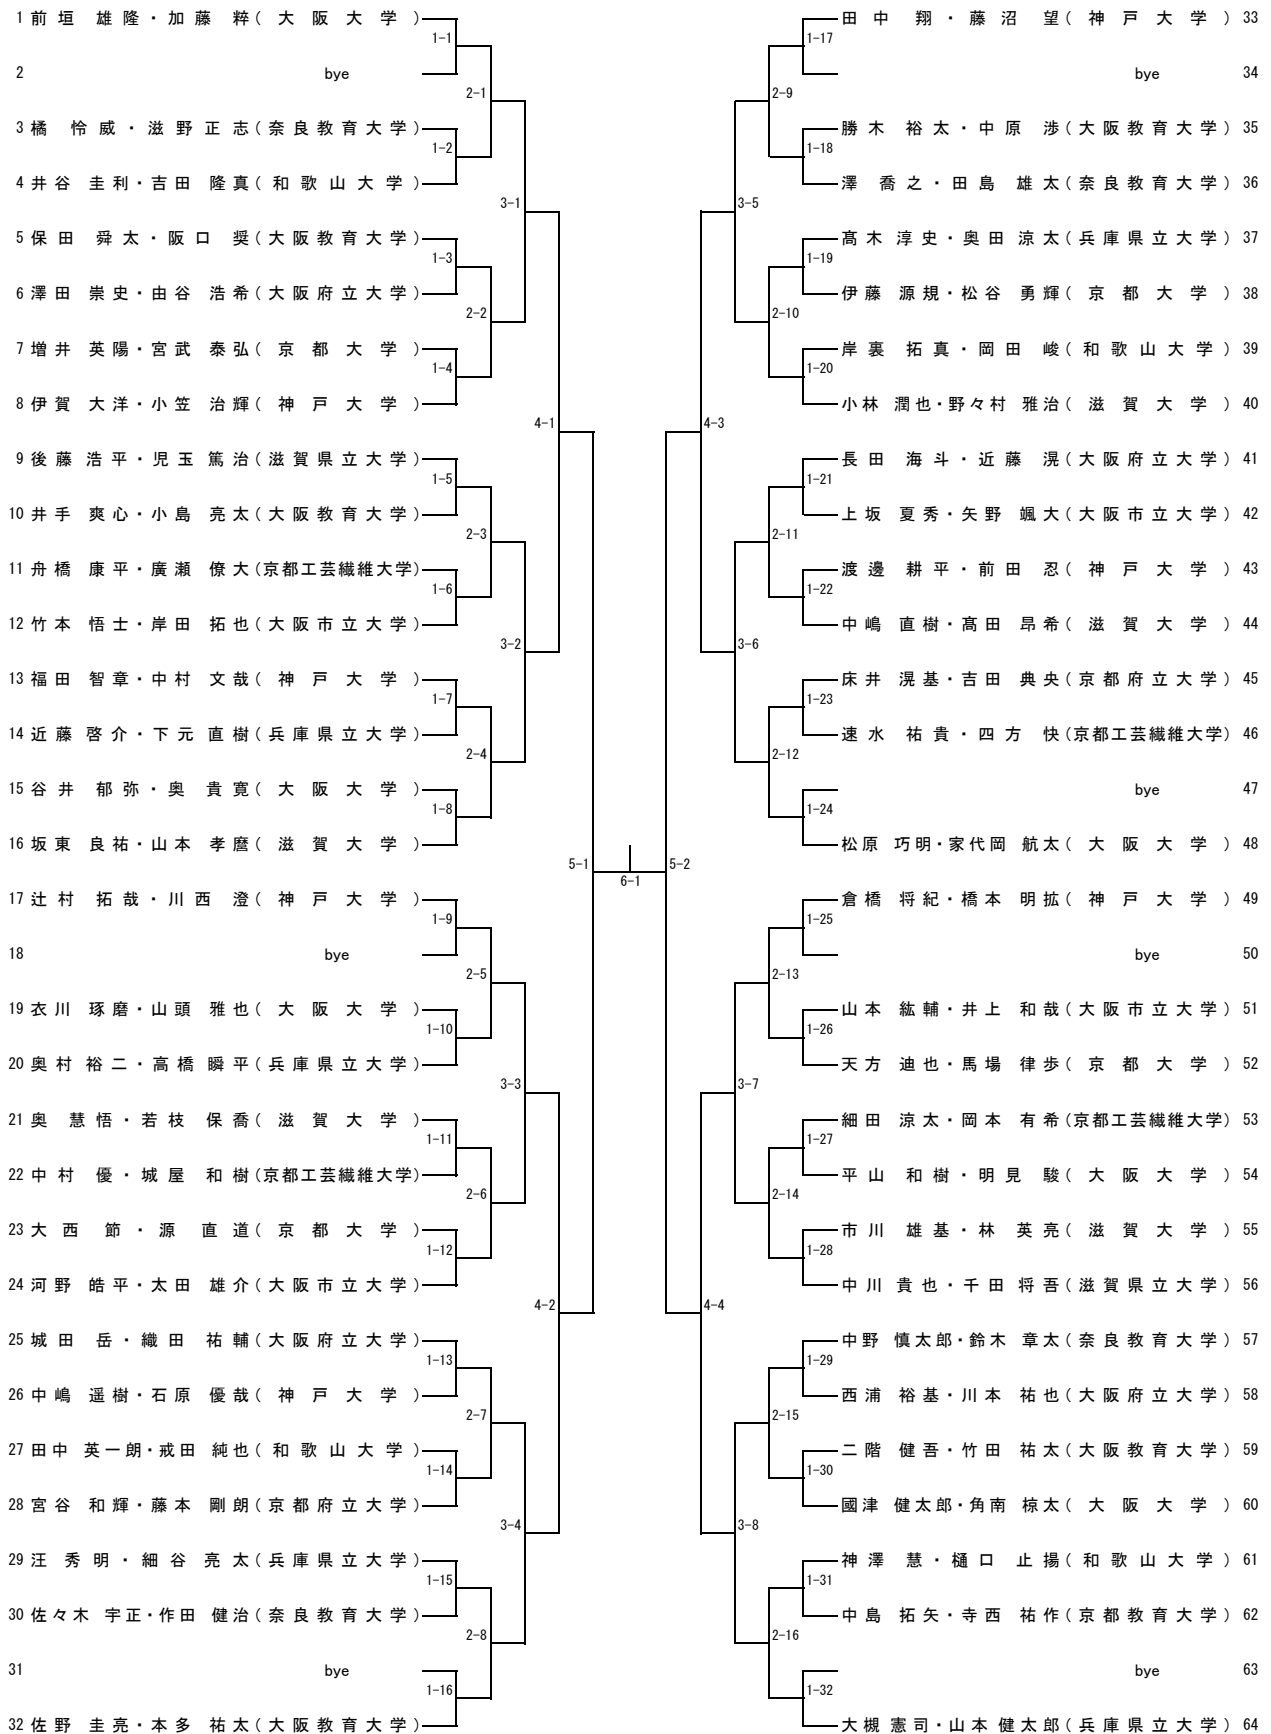 1 前垣 雄隆・加藤 粹(大阪大学)
1-1
2 bye
2-1
3 橘 怜威・滋野正志(奈良教育大学)
1-2
4 井谷 圭利・吉田 隆真(和歌山大学)
3-1
5 保田 舜太・阪口 奨(大阪教育大学)
1-3
6 澤田 崇史・由谷 浩希(大阪府立大学)
2-2
7 増井 英陽・宮武 泰弘(京都大学)
1-4
8 伊賀 大洋・小笠 治輝(神戸大学)
4-1
9 後藤 浩平・児玉 篤治(滋賀県立大学)
1-5
10 井手 爽心・小島 亮太(大阪教育大学)
2-3
11 舟橋 康平・廣瀬 僚大(京都工芸繊維大学)
1-6
12 竹本 悟士・岸田 拓也(大阪市立大学)
3-2
13 福田 智章・中村 文哉(神戸大学)
1-7
14 近藤 啓介・下元 直樹(兵庫県立大学)
2-4
15 谷井 郁弥・奥 貴寛(大阪大学)
1-8
16 坂東 良祐・山本 孝麿(滋賀大学)
5-1
17 辻村 拓哉・川西 澄(神戸大学)
1-9
18 bye
2-5
19 衣川 琢磨・山頭 雅也(大阪大学)
1-10
20 奥村 裕二・高橋 瞬平(兵庫県立大学)
3-3
21 奥 慧悟・若枝 保喬(滋賀大学)
1-11
22 中村 優・城屋 和樹(京都工芸繊維大学)
2-6
23 大西 節・源 直道(京都大学)
1-12
24 河野 皓平・太田 雄介(大阪市立大学)
4-2
25 城田 岳・織田 祐輔(大阪府立大学)
1-13
26 中嶋 遥樹・石原 優哉(神戸大学)
2-7
27 田中 英一朗・戒田 純也(和歌山大学)
1-14
28 宮谷 和輝・藤本 剛朗(京都府立大学)
3-4
29 汪 秀明・細谷 亮太(兵庫県立大学)
1-15
30 佐々木 宇正・作田 健治(奈良教育大学)
2-8
31 bye
1-16
32 佐野 圭亮・本多 祐太(大阪教育大学)
6-1
田中 翔・藤沼 望(神戸大学) 33
1-17
bye 34
2-9
勝木 裕太・中原 渉(大阪教育大学) 35
1-18
澤 喬之・田島 雄太(奈良教育大学) 36
3-5
髙木 淳史・奥田 涼太(兵庫県立大学) 37
1-19
伊藤 源規・松谷 勇輝(京都大学) 38
2-10
岸裏 拓真・岡田 峻(和歌山大学) 39
1-20
小林 潤也・野々村 雅治(滋賀大学) 40
4-3
長田 海斗・近藤 滉(大阪府立大学) 41
1-21
上坂 夏秀・矢野 颯大(大阪市立大学) 42
2-11
渡邊 耕平・前田 忍(神戸大学) 43
1-22
中嶋 直樹・髙田 昂希(滋賀大学) 44
3-6
床井 滉基・吉田 典央(京都府立大学) 45
1-23
速水 祐貴・四方 快(京都工芸繊維大学) 46
2-12
bye 47
1-24
松原 巧明・家代岡 航太(大阪大学) 48
5-2
倉橋 将紀・橋本 明拡(神戸大学) 49
1-25
bye 50
2-13
山本 紘輔・井上 和哉(大阪市立大学) 51
1-26
天方 迪也・馬場 律歩(京都大学) 52
3-7
細田 涼太・岡本 有希(京都工芸繊維大学) 53
1-27
平山 和樹・明見 駿(大阪大学) 54
2-14
市川 雄基・林 英亮(滋賀大学) 55
1-28
中川 貴也・千田 将吾(滋賀県立大学) 56
4-4
中野 慎太郎・鈴木 章太(奈良教育大学) 57
1-29
西浦 裕基・川本 祐也(大阪府立大学) 58
2-15
二階 健吾・竹田 祐太(大阪教育大学) 59
1-30
國津 健太郎・角南 椋太(大阪大学) 60
3-8
神澤 慧・樋口 止揚(和歌山大学) 61
1-31
中島 拓矢・寺西 祐作(京都教育大学) 62
2-16
bye 63
1-32
大槻 憲司・山本 健太郎(兵庫県立大学) 64